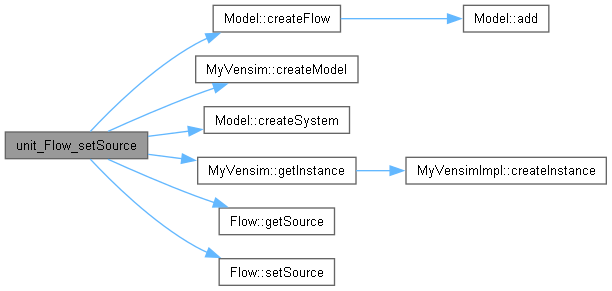 Model::createFlow
Model::add
MyVensim::createModel
Model::createSystem
unit_Flow_setSource
MyVensim::getInstance
MyVensimImpl::createInstance
Flow::getSource
Flow::setSource